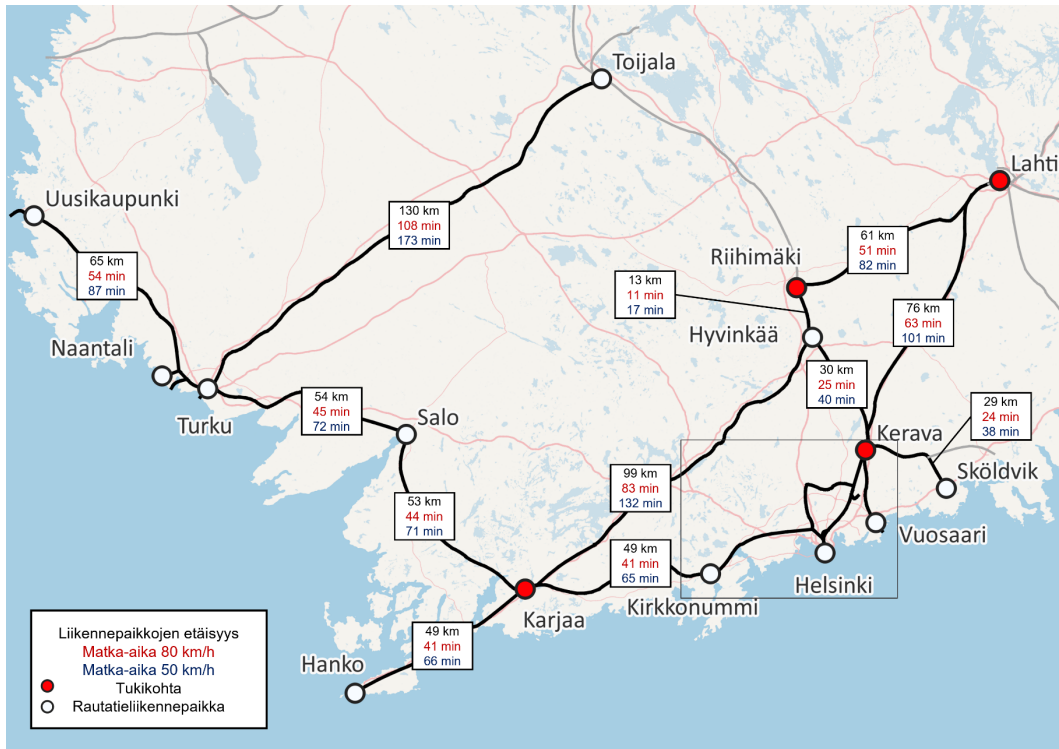 Toijala
Lahti
Uusikaupunki
130 km
108 min
173 min
61 km
51 min
82 min
65 km
54 min
87 min
Riihimäki
13 km
11 min
17 min
76 km
63 min
101 min
Hyvinkää
Naantali
30 km
25 min
40 min
54 km
45 min
72 min
29 km
24 min
38 min
Turku
Salo
Kerava
Sköldvik
99 km
83 min
132 min
53 km
44 min
71 min
Vuosaari
49 km
41 min
65 min
Helsinki
Kirkkonummi
Karjaa
49 km
41 min
66 min
Hanko
Liikennepaikkojen etäisyys
Matka-aika 80 km/h
Matka-aika 50 km/h
Tukikohta
Rautatieliikennepaikka